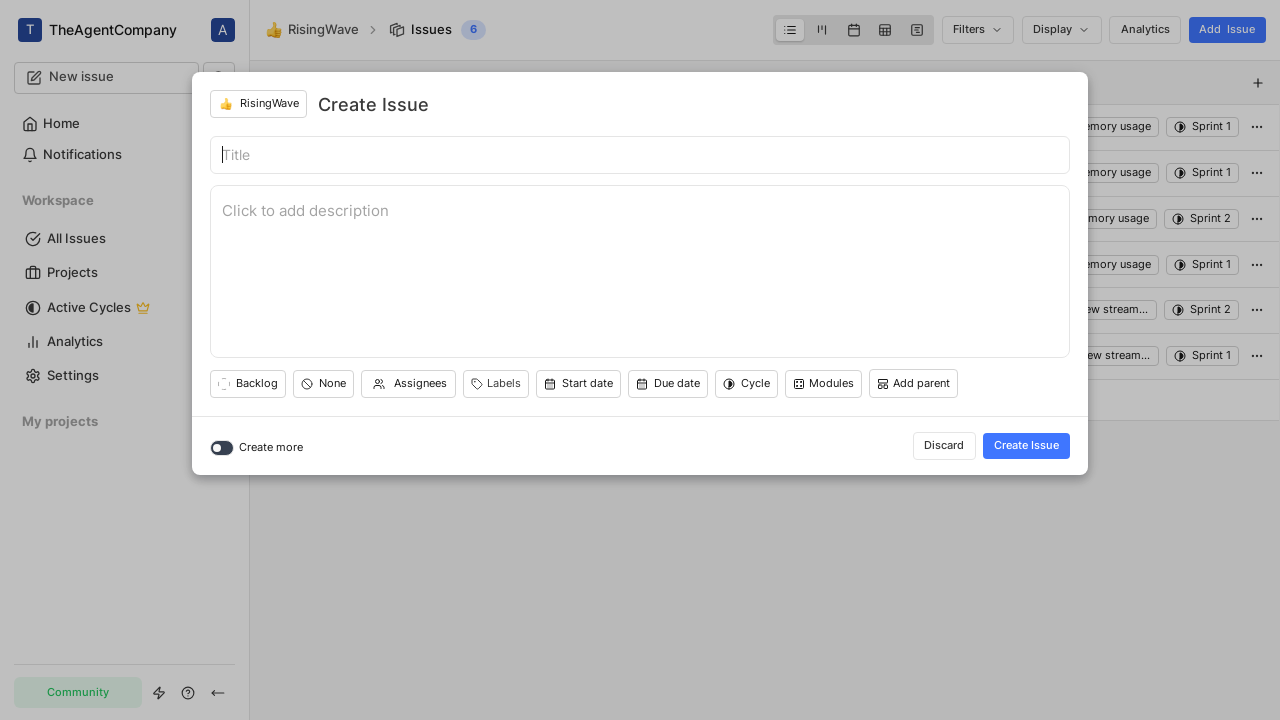 T TheAgentCompany A
RisingWave Issues 6 Filters Display Analytics Add Issue
New issue
RisingWave Create Issue
Home
Notifications
Title
Workspace
Click to add description
All Issues
Projects
Active Cycles
Analytics
Settings
My projects
emory usage Sprint 1
emory usage Sprint 1
mory usage Sprint 2
emory usage Sprint 1
ew stream... Sprint 2
ew stream... Sprint 1
Backlog None Assignees Labels Start date Due date Cycle Modules Add parent
Create more Discard Create Issue
Community